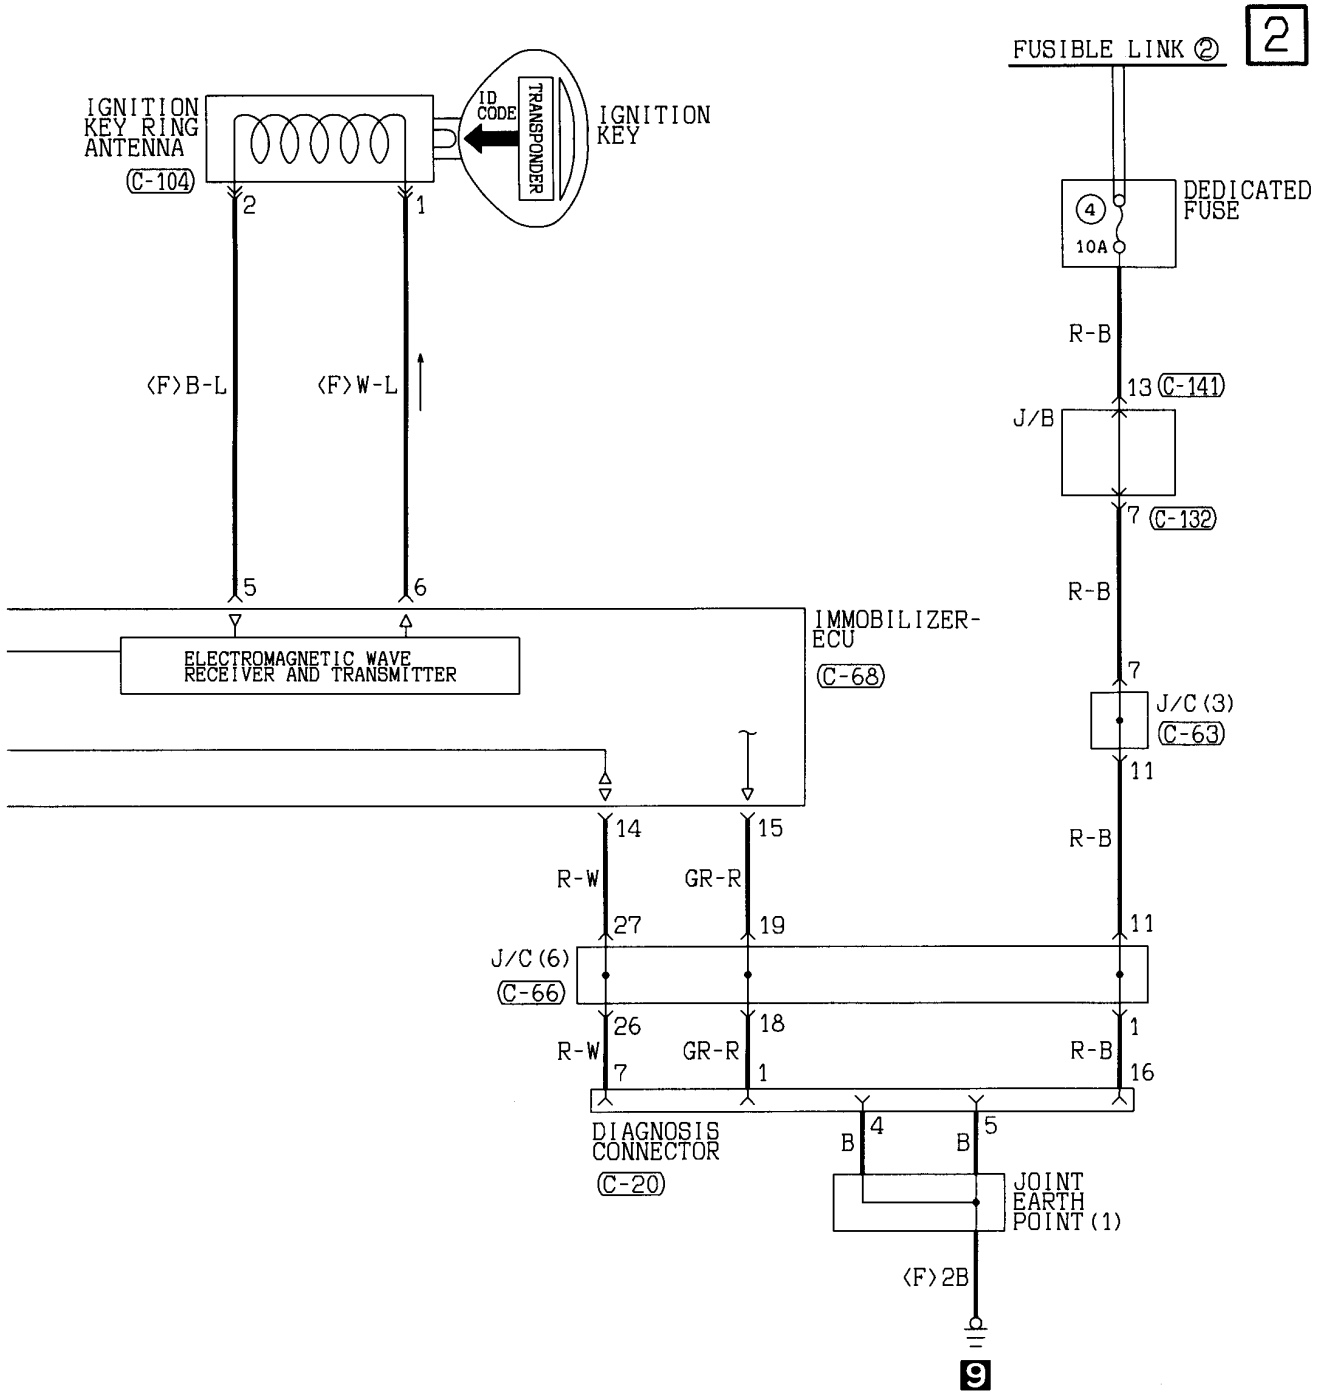 2
FUSIBLE LINK ②
IGNITION
KEY RING
ANTENNA
(C-104)
ID
CODE
TRANSPONDER
IGNITION
KEY
2
1
DEDICATED
FUSE
④
10A
R-B
〈F〉B-L
〈F〉W-L
13 (C-141)
J/B
7 (C-132)
5
6
R-B
IMMOBILIZER-
ECU
(C-68)
ELECTROMAGNETIC WAVE
RECEIVER AND TRANSMITTER
7
J/C(3)
(C-63)
11
14
15
R-B
R-W
GR-R
27
19
11
J/C(6)
(C-66)
26
18
1
R-W
GR-R
R-B
7
1
16
DIAGNOSIS
CONNECTOR
(C-20)
4
5
B
B
JOINT
EARTH
POINT(1)
〈F〉2B
9